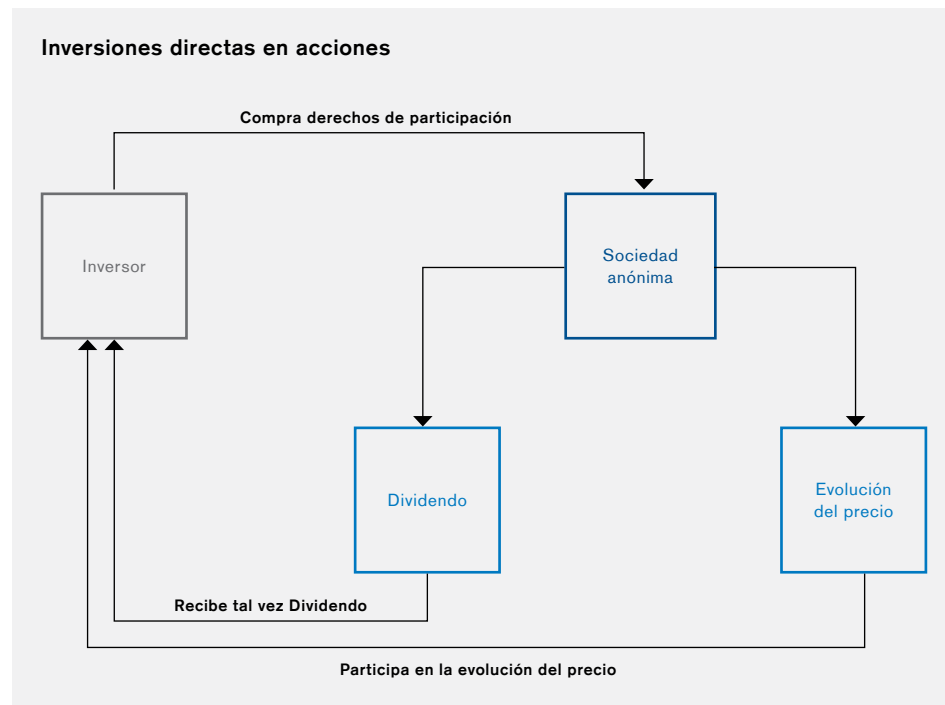 Inversiones directas en acciones
Compra derechos de participación
Inversor
Sociedad
anónima
Dividendo
Evolución
del precio
Recibe tal vez Dividendo
Participa en la evolución del precio